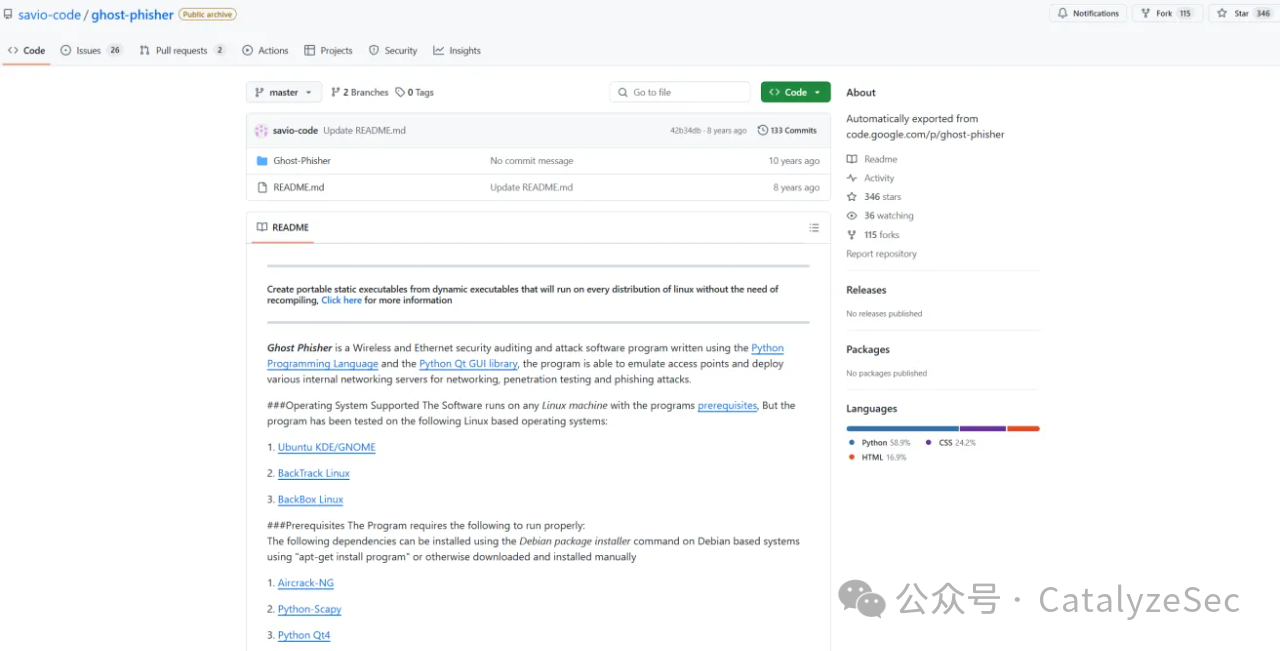 savio-code / ghost-phisher Public archive
Notifications Fork 115 Star 346
Code Issues 26 Pull requests 2 Actions Projects Security Insights
master 2 Branches 0 Tags Go to file Code
savio-code Update README.md 42b34db · 8 years ago 133 Commits
Ghost-Phisher No commit message 10 years ago
README.md Update README.md 8 years ago
README
Create portable static executables from dynamic executables that will run on every distribution of linux without the need of
recompiling, Click here for more information
Ghost Phisher is a Wireless and Ethernet security auditing and attack software program written using the Python
Programming Language and the Python Qt GUI library, the program is able to emulate access points and deploy
various internal networking servers for networking, penetration testing and phishing attacks.
###Operating System Supported The Software runs on any Linux machine with the programs prerequisites, But the
program has been tested on the following Linux based operating systems:
1. Ubuntu KDE/GNOME
2. BackTrack Linux
3. BackBox Linux
###Prerequisites The Program requires the following to run properly:
The following dependencies can be installed using the Debian package installer command on Debian based systems
using "apt-get install program" or otherwise downloaded and installed manually
1. Aircrack-NG
2. Python-Scapy
3. Python Qt4
About
Automatically exported from
code.google.com/p/ghost-phisher
Readme
Activity
346 stars
36 watching
115 forks
Report repository
Releases
No releases published
Packages
No packages published
Languages
Python 58.9% CSS 24.2%
HTML 16.9%
公众号 · CatalyzeSec